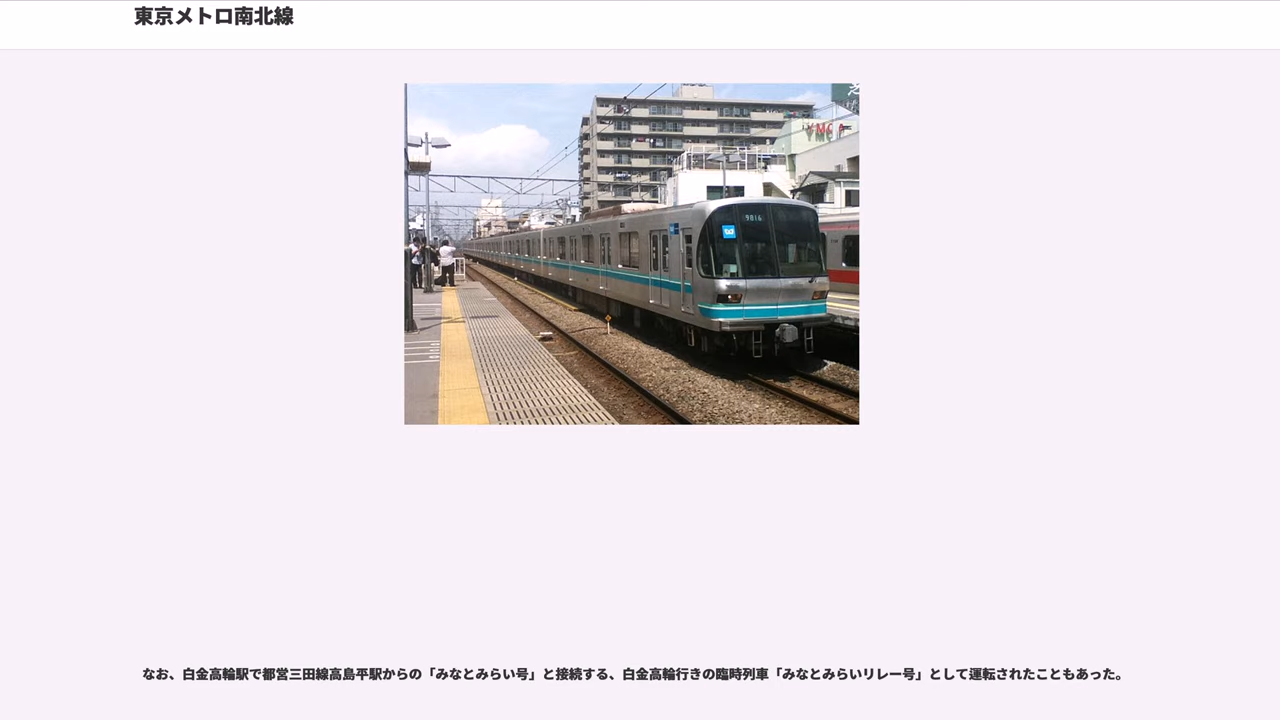 東京メトロ南北線
YMCA
9816
なお、白金高輪駅で都営三田線高島平駅からの「みなとみらい号」と接続する、白金高輪行きの臨時列車「みなとみらいリレー号」として運転されたこともあった。